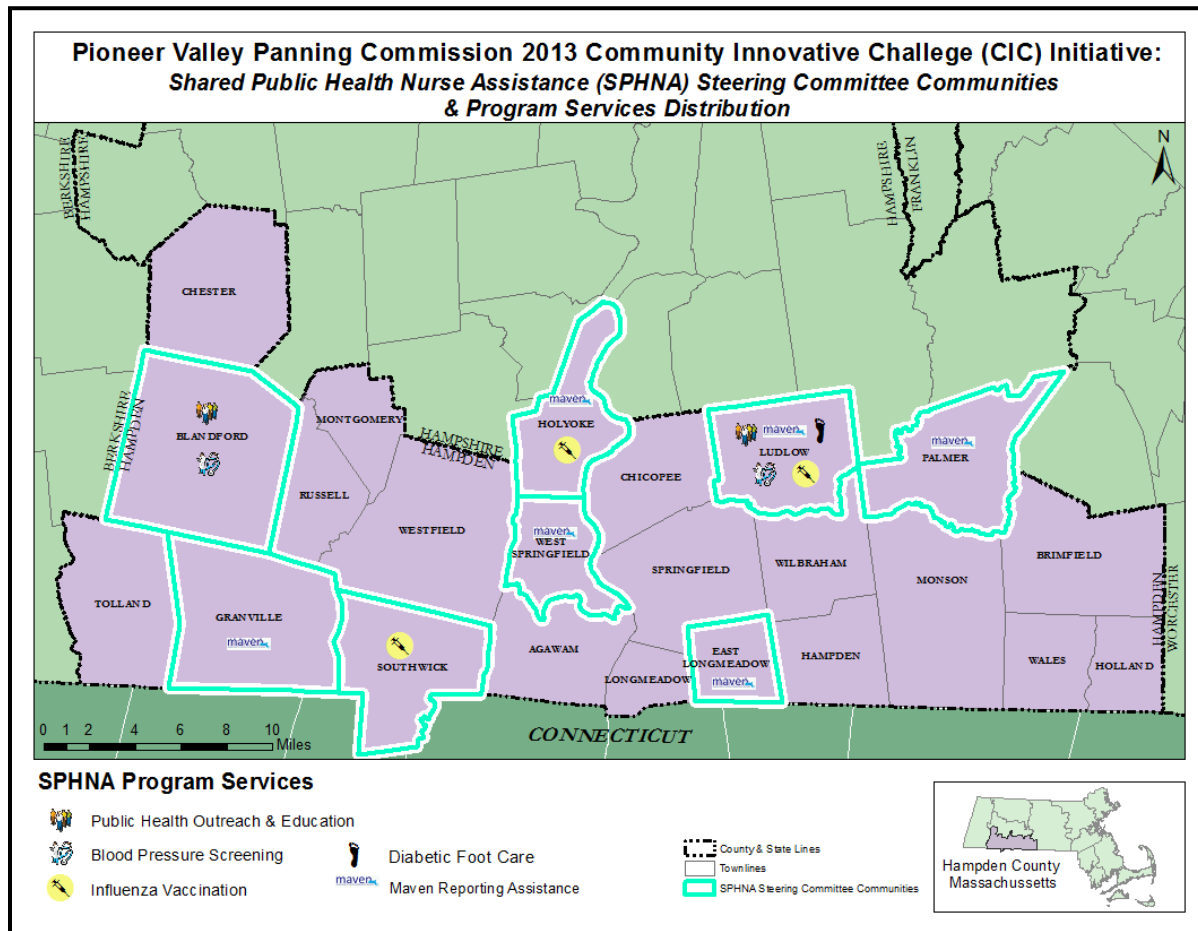 Pioneer Valley Panning Commission 2013 Community Innovative Challege (CIC) Initiative:
Shared Public Health Nurse Assistance (SPHNA) Steering Committee Communities
& Program Services Distribution
N
BERKSHIRE
HAMPSHIRE
HAMPSHIRE
FRANKLIN
CHESTER
BERKSHIRE
HAMPDEN
BLANDFORD
MONTGOMERY
HAMPSHIRE
HAMPDEN
RUSSELL
WESTFIELD
maven
HOLYOKE
CHICOPEE
maven
LUDLOW
maven
PALMER
maven
WEST
SPRINGFIELD
SPRINGFIELD
WILBRAHAM
MONSON
BRIMFIELD
HAMPDEN
WORCESTER
TOLLAND
GRANVILLE
maven
SOUTHWICK
AGAWAM
LONGMEADOW
EAST
LONGMEADOW
maven
HAMPDEN
WALES
HOLLAND
CONNECTICUT
0 1 2 4 6 8 10
Miles
SPHNA Program Services
Public Health Outreach & Education
Blood Pressure Screening
Influenza Vaccination
Diabetic Foot Care
maven Maven Reporting Assistance
County & State Lines
Townlines
SPHNA Steering Committee Communities
Hampden County
Massachussetts